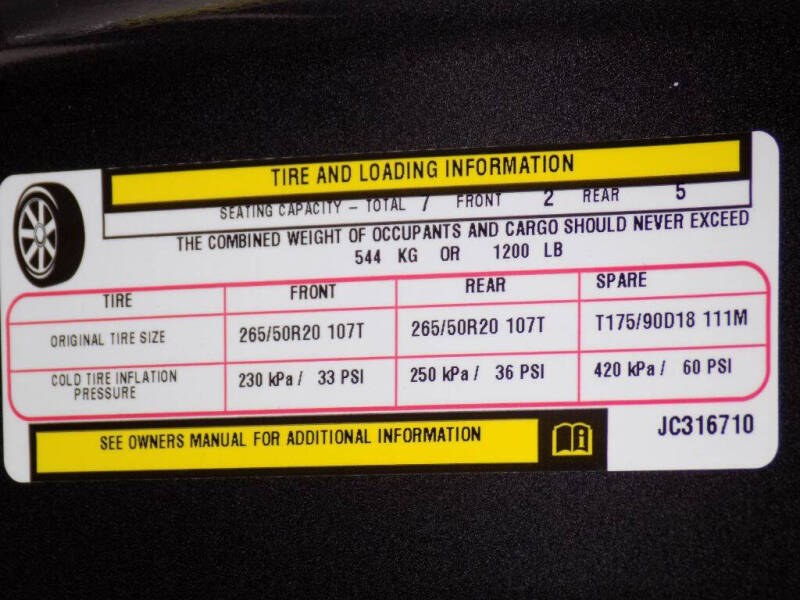 TIRE AND LOADING INFORMATION
SEATING CAPACITY – TOTAL 7 FRONT 2 REAR 5
THE COMBINED WEIGHT OF OCCUPANTS AND CARGO SHOULD NEVER EXCEED
544 KG OR 1200 LB
TIRE FRONT REAR SPARE
ORIGINAL TIRE SIZE 265/50R20 107T 265/50R20 107T T175/90D18 111M
COLD TIRE INFLATION
PRESSURE 230 kPa / 33 PSI 250 kPa / 36 PSI 420 kPa / 60 PSI
SEE OWNERS MANUAL FOR ADDITIONAL INFORMATION
JC316710